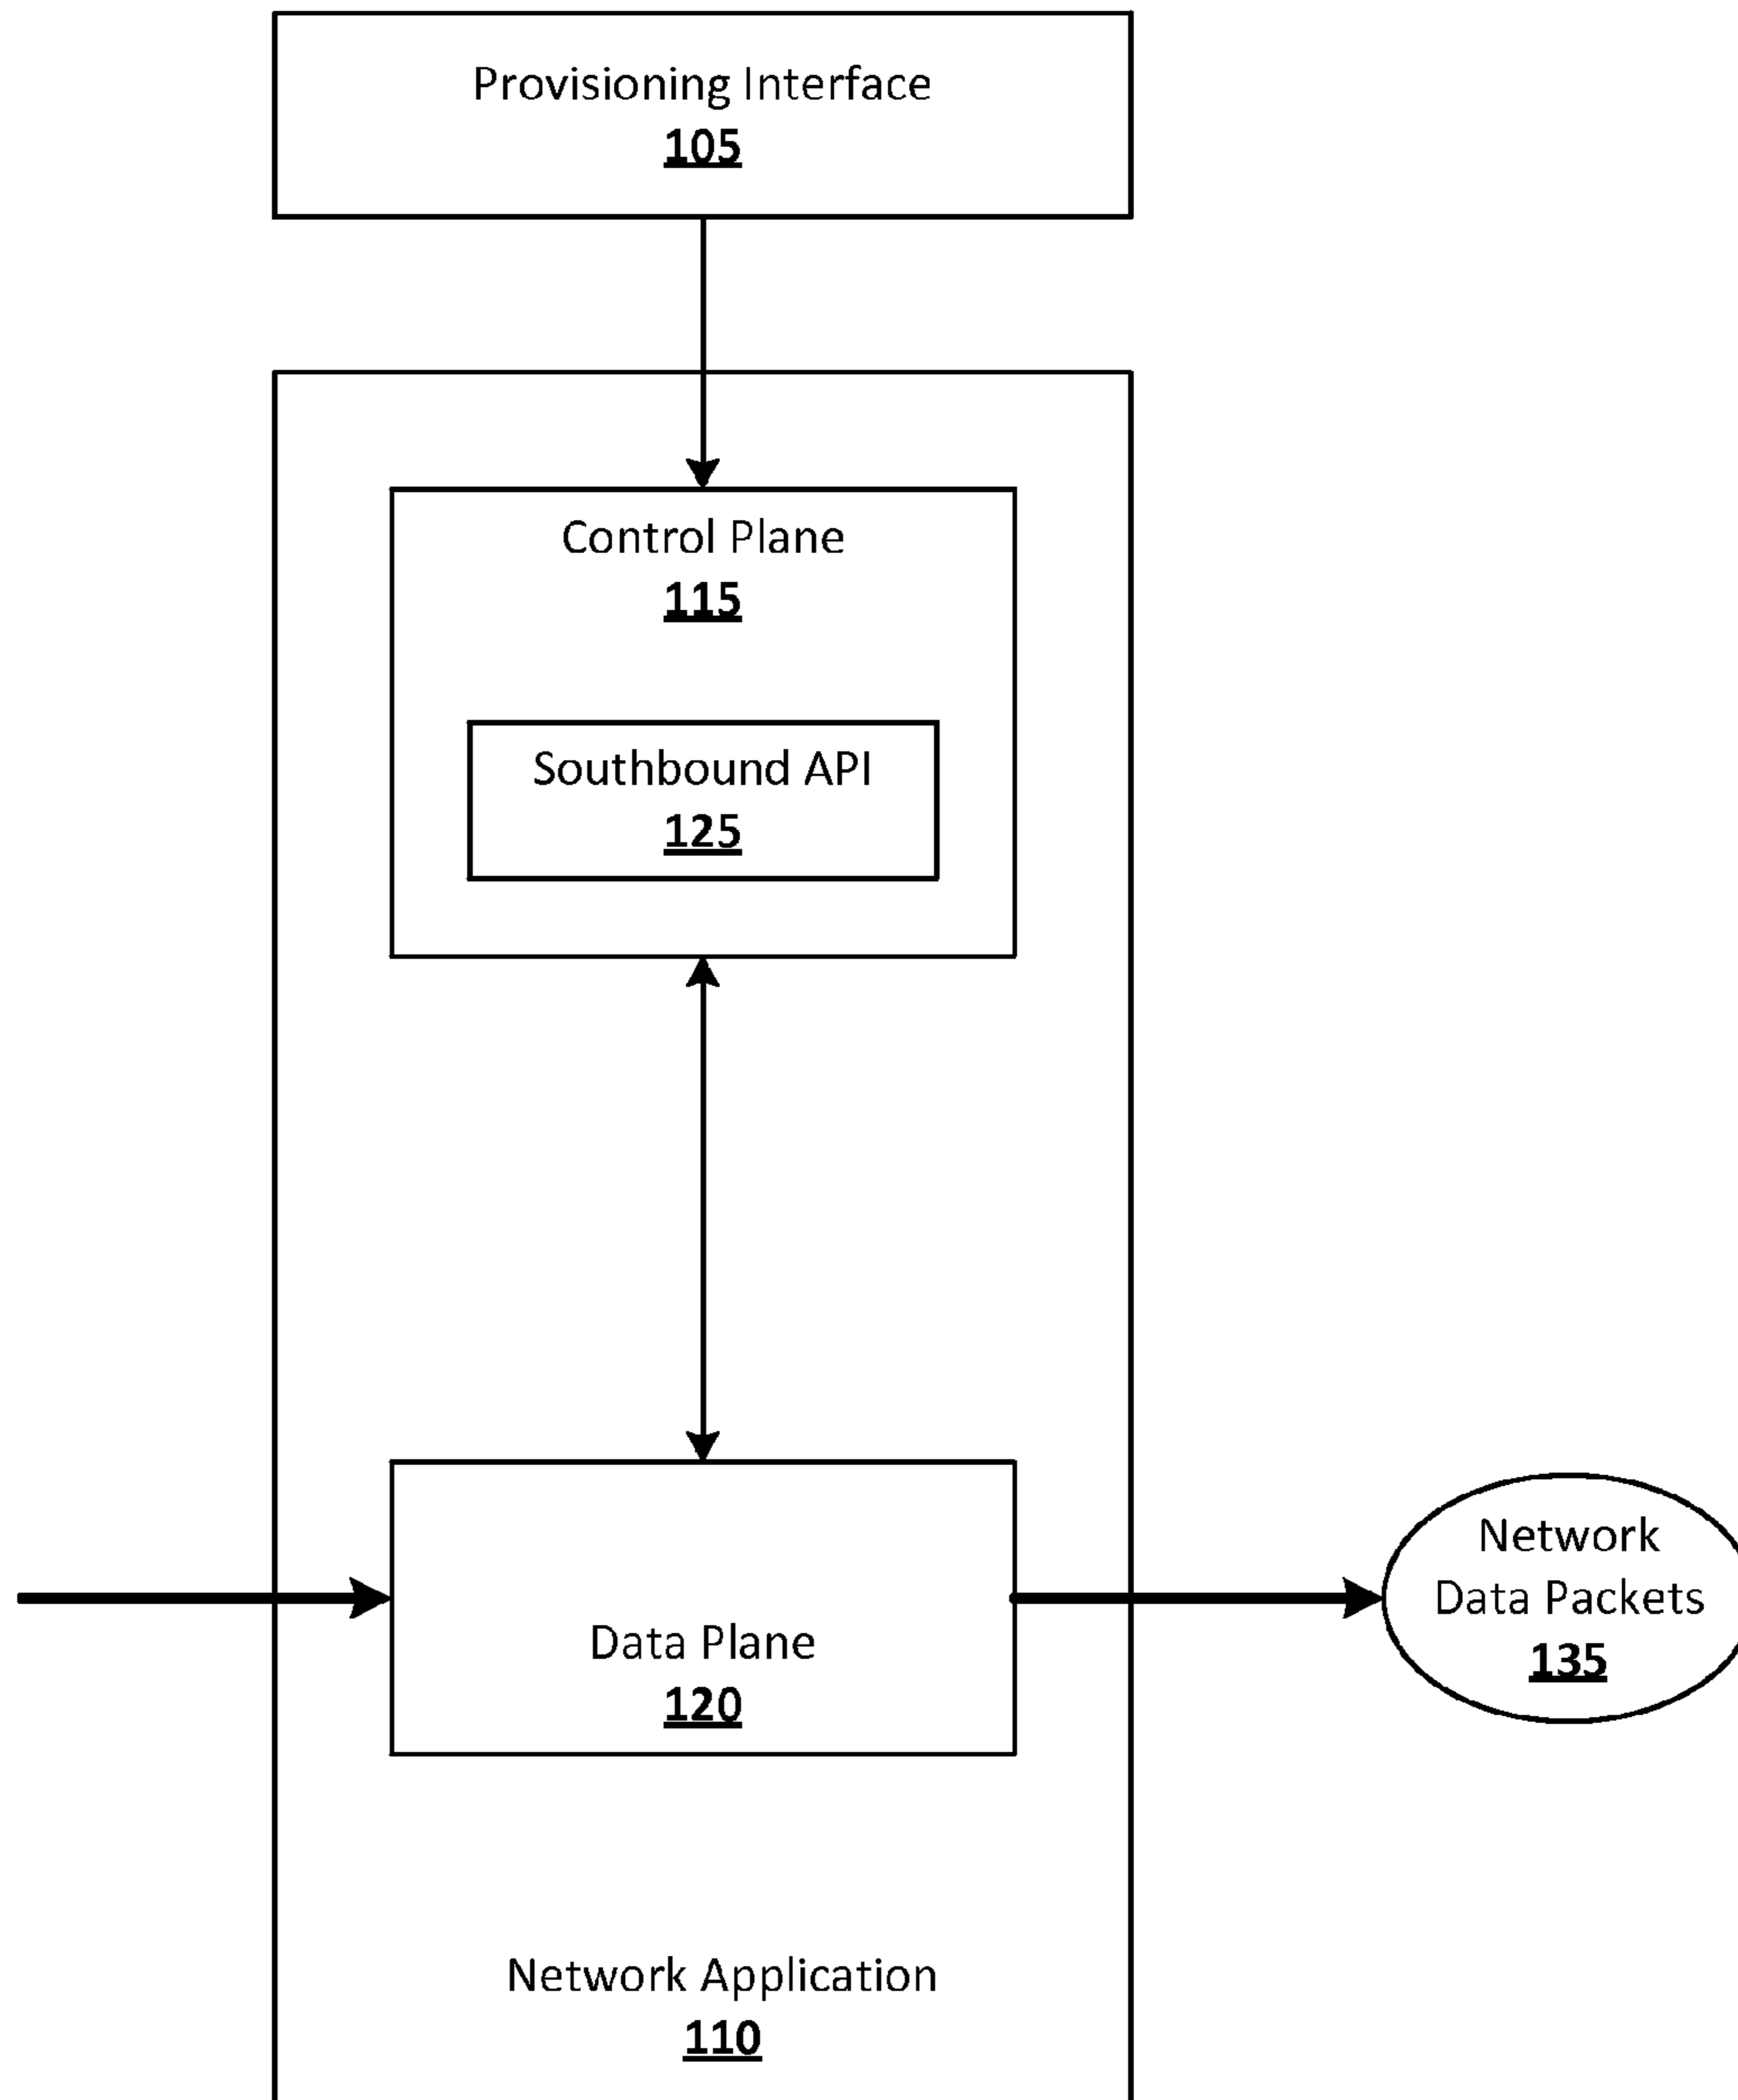 Provisioning Interface
105
Control Plane
115
Southbound API
125
Data Plane
120
Network
Data Packets
135
Network Application
110